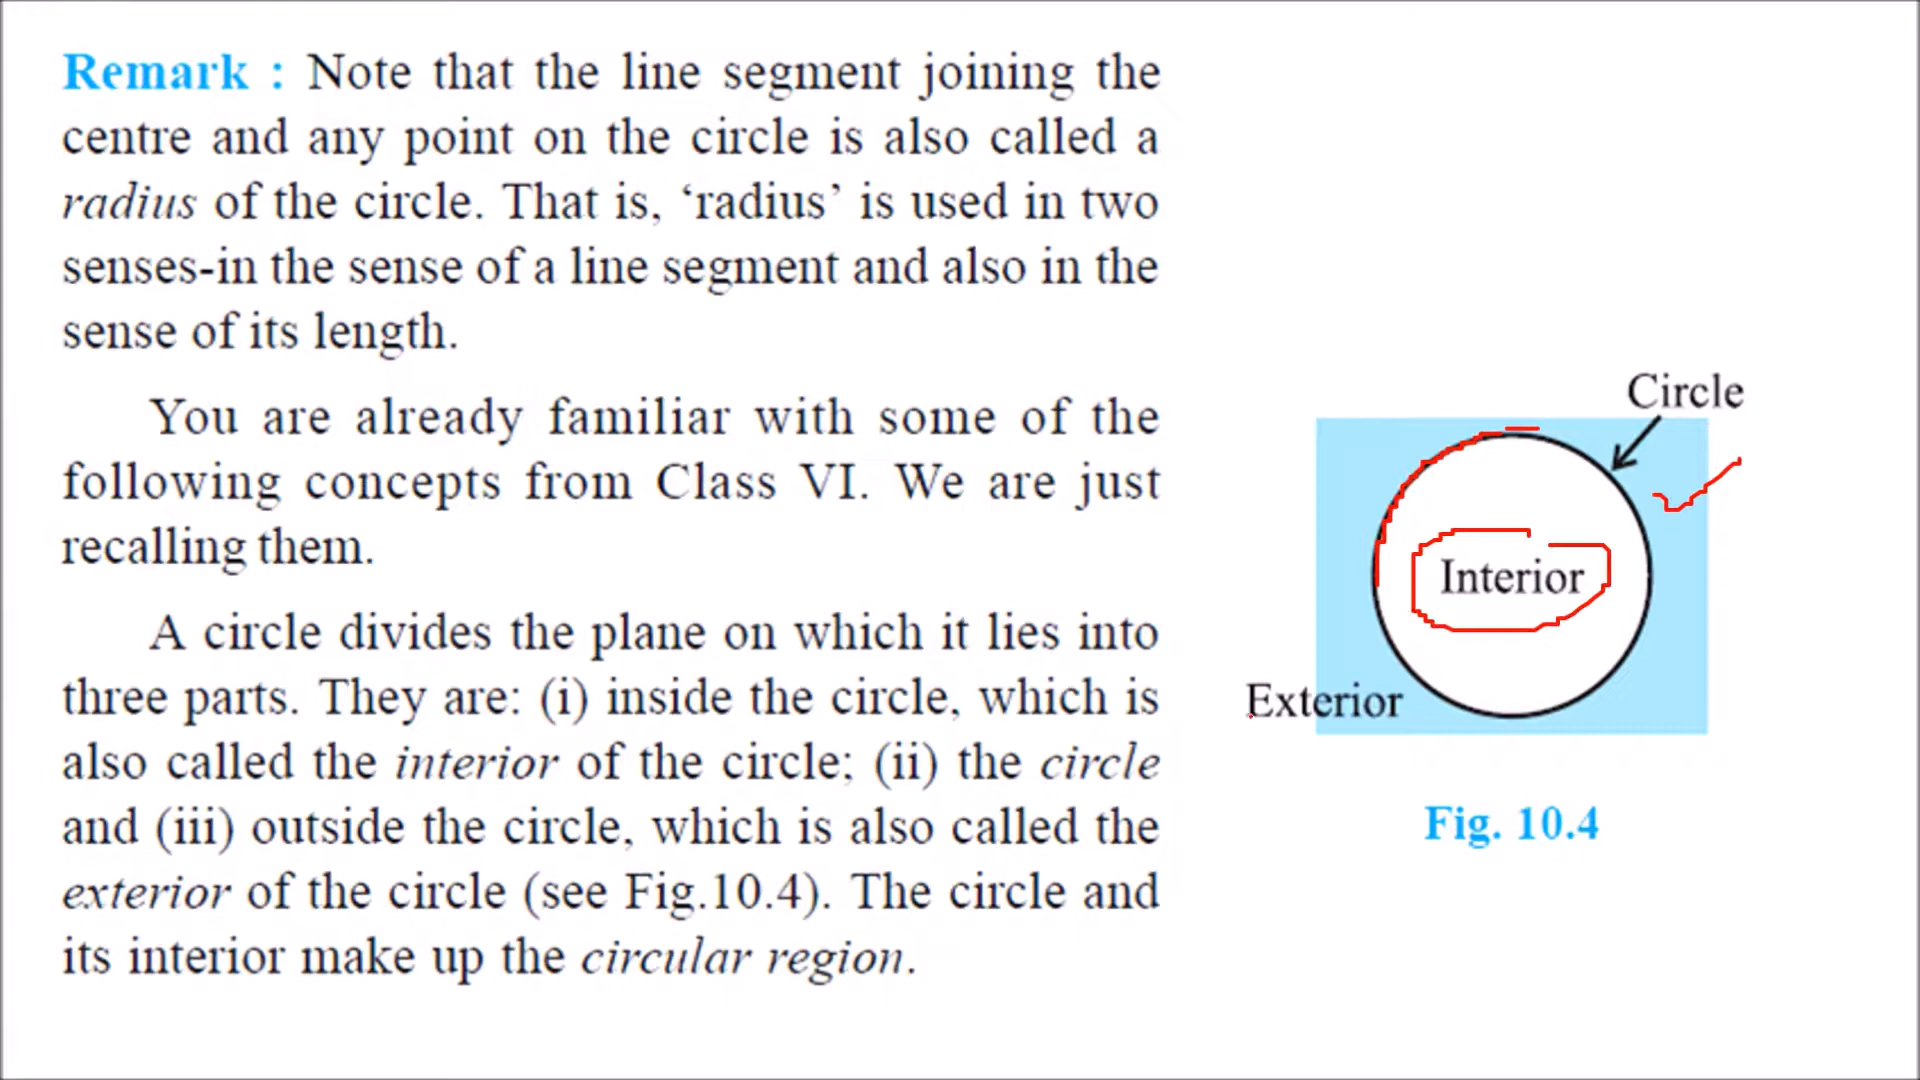 Remark : Note that the line segment joining the
centre and any point on the circle is also called a
radius of the circle. That is, ‘radius’ is used in two
senses-in the sense of a line segment and also in the
sense of its length.
You are already familiar with some of the
following concepts from Class VI. We are just
recalling them.
A circle divides the plane on which it lies into
three parts. They are: (i) inside the circle, which is
also called the interior of the circle; (ii) the circle
and (iii) outside the circle, which is also called the
exterior of the circle (see Fig.10.4). The circle and
its interior make up the circular region.
Circle
Interior
Exterior
Fig. 10.4